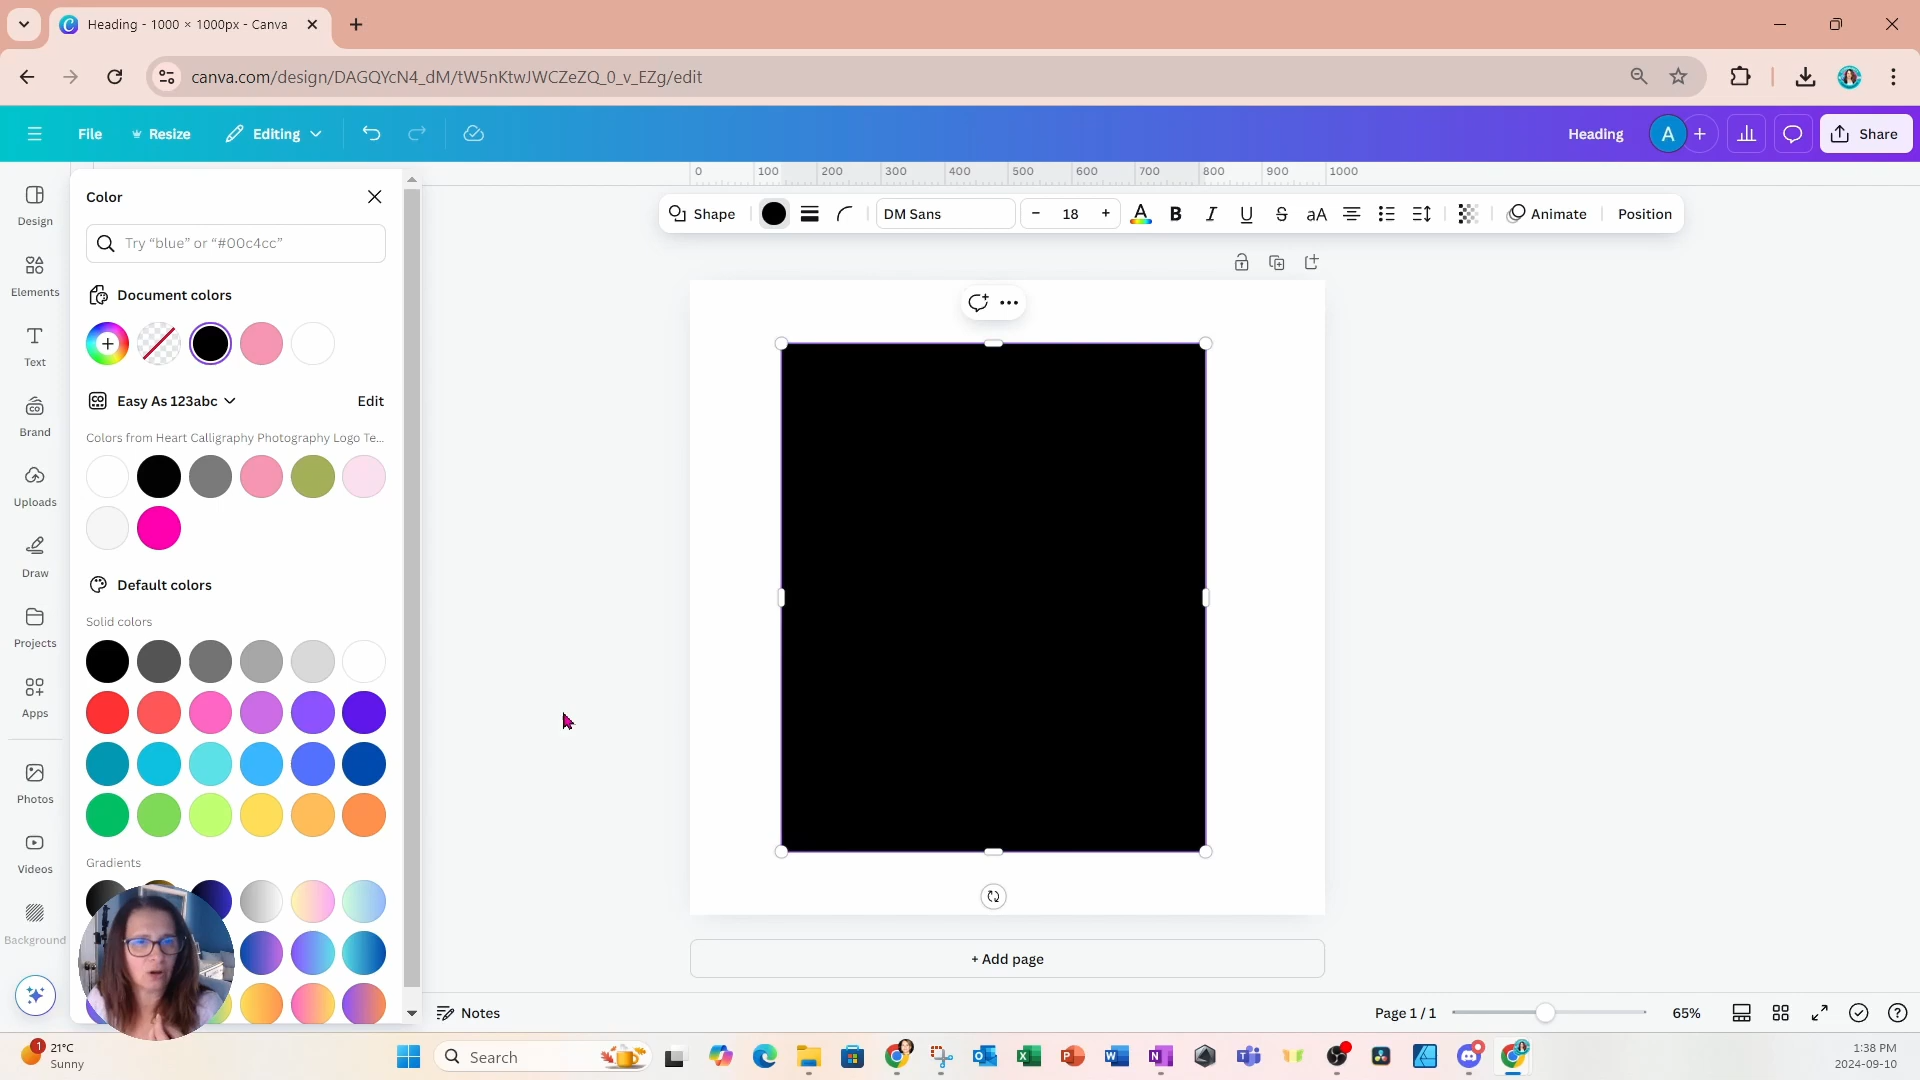 Heading - 1000 × 1000px - Canva
canva.com/design/DAGQYcN4_dM/tW5nKtwJWCZeZQ_0_v_EZg/edit
File
Resize
Editing
Heading
A
Share
0 100 200 300 400 500 600 700 800 900 1000
Shape
DM Sans
18
Animate
Position
Design
Elements
Text
Brand
Uploads
Draw
Projects
Apps
Photos
Videos
Background
Color
Try “blue” or “#00c4cc”
Document colors
Easy As 123abc
Edit
Colors from Heart Calligraphy Photography Logo Te...
Default colors
Solid colors
Gradients
+ Add page
Notes
Page 1 / 1
65%
1
21°C
Sunny
Search
1:38 PM
2024-09-10